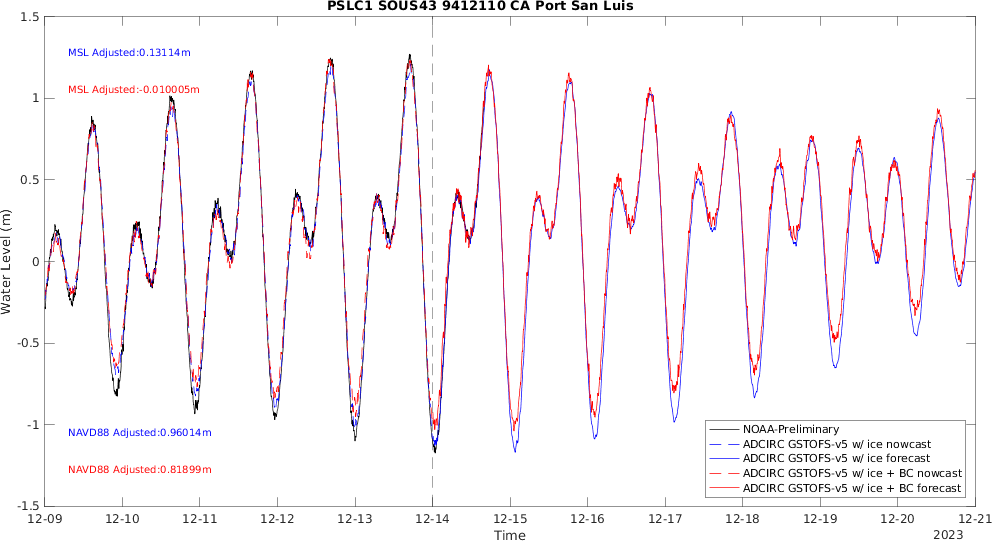 PSLC1 SOUS43 9412110 CA Port San Luis
1.5
1
0.5
0
-0.5
-1
-1.5
Water Level (m)
MSL Adjusted:0.13114m
MSL Adjusted:-0.010005m
NAVD88 Adjusted:0.96014m
NAVD88 Adjusted:0.81899m
NOAA-Preliminary
ADCIRC GSTOFS-v5 w/ ice nowcast
ADCIRC GSTOFS-v5 w/ ice forecast
ADCIRC GSTOFS-v5 w/ ice + BC nowcast
ADCIRC GSTOFS-v5 w/ ice + BC forecast
12-09 12-10 12-11 12-12 12-13 12-14 12-15 12-16 12-17 12-18 12-19 12-20 12-21
Time
2023